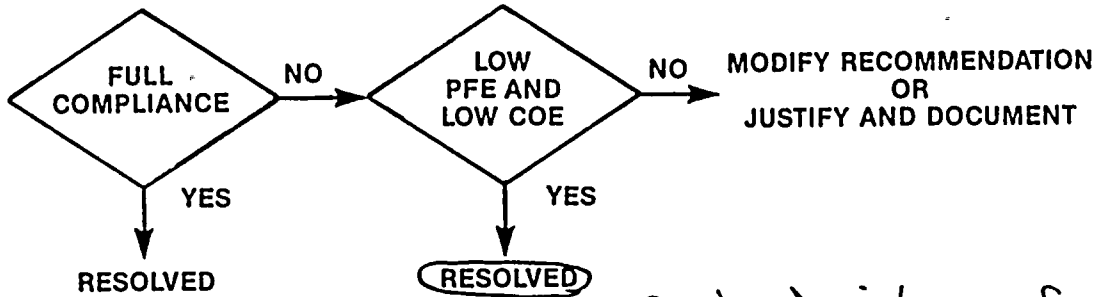 FULL
COMPLIANCE
NO
LOW
PFE AND
LOW COE
NO
MODIFY RECOMMENDATION
OR
JUSTIFY AND DOCUMENT
YES
YES
RESOLVED
RESOLVED